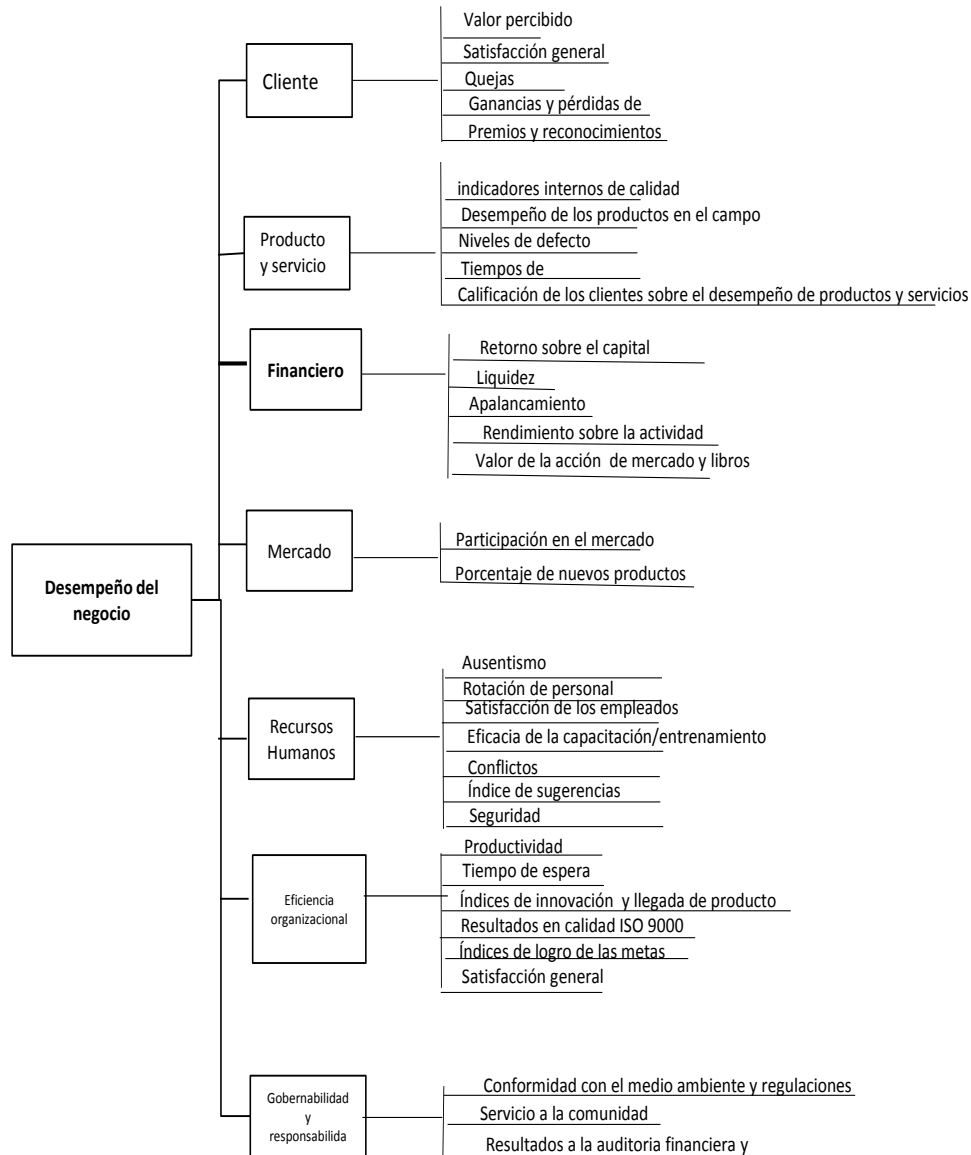 Desempeño del
negocio
Cliente
Valor percibido
Satisfacción general
Quejas
Ganancias y pérdidas de
Premios y reconocimientos
Producto
y servicio
indicadores internos de calidad
Desempeño de los productos en el campo
Niveles de defecto
Tiempos de
Calificación de los clientes sobre el desempeño de productos y servicios
Financiero
Retorno sobre el capital
Liquidez
Apalancamiento
Rendimiento sobre la actividad
Valor de la acción de mercado y libros
Mercado
Participación en el mercado
Porcentaje de nuevos productos
Recursos
Humanos
Ausentismo
Rotación de personal
Satisfacción de los empleados
Eficacia de la capacitación/entrenamiento
Conflictos
Índice de sugerencias
Seguridad
Eficiencia
organizacional
Productividad
Tiempo de espera
Índices de innovación y llegada de producto
Resultados en calidad ISO 9000
Índices de logro de las metas
Satisfacción general
Gobernabilidad
y
responsabilida
Conformidad con el medio ambiente y regulaciones
Servicio a la comunidad
Resultados a la auditoria financiera y